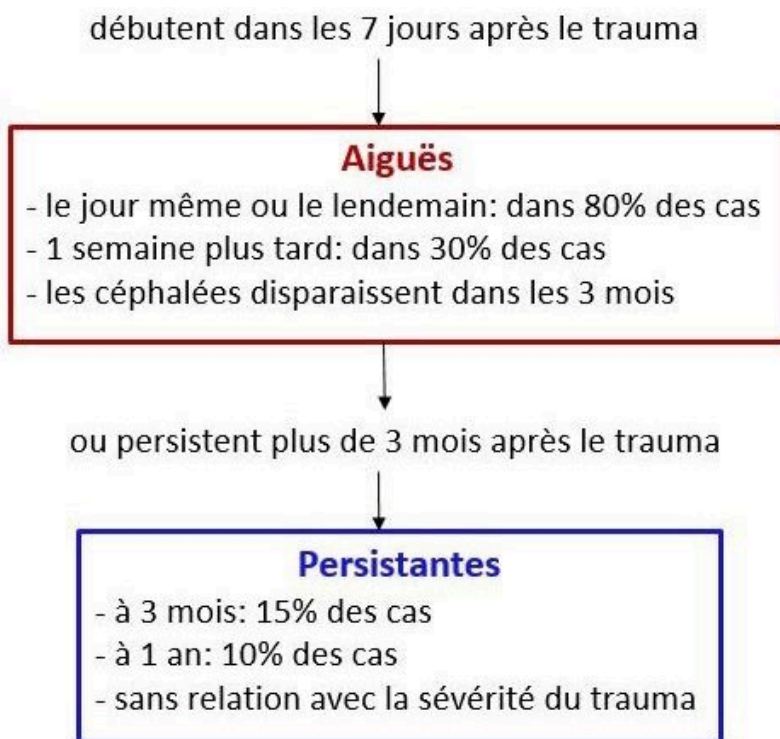 débutent dans les 7 jours après le trauma
Aiguës
- le jour même ou le lendemain: dans 80% des cas
- 1 semaine plus tard: dans 30% des cas
- les céphalées disparaissent dans les 3 mois
ou persistent plus de 3 mois après le trauma
Persistantes
- à 3 mois: 15% des cas
- à 1 an: 10% des cas
- sans relation avec la sévérité du trauma